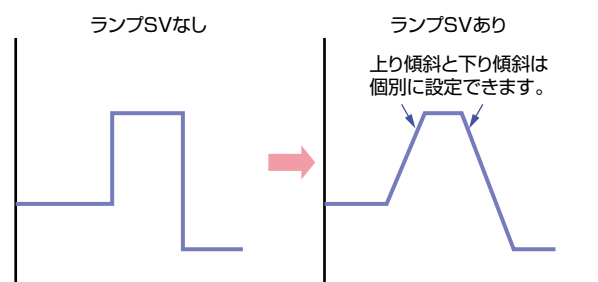 ランプSVなし
ランプSVあり
上り傾斜と下り傾斜は
個別に設定できます。